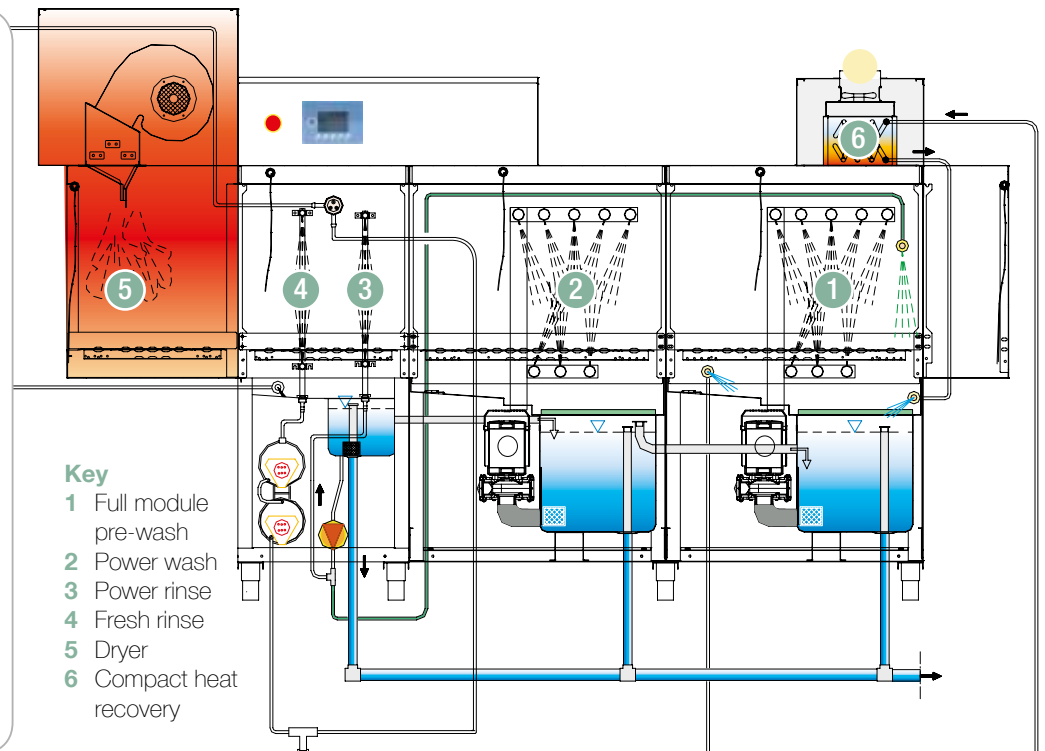 6
5
4
3
2
1
Key
1 Full module
pre-wash
2 Power wash
3 Power rinse
4 Fresh rinse
5 Dryer
6 Compact heat
recovery